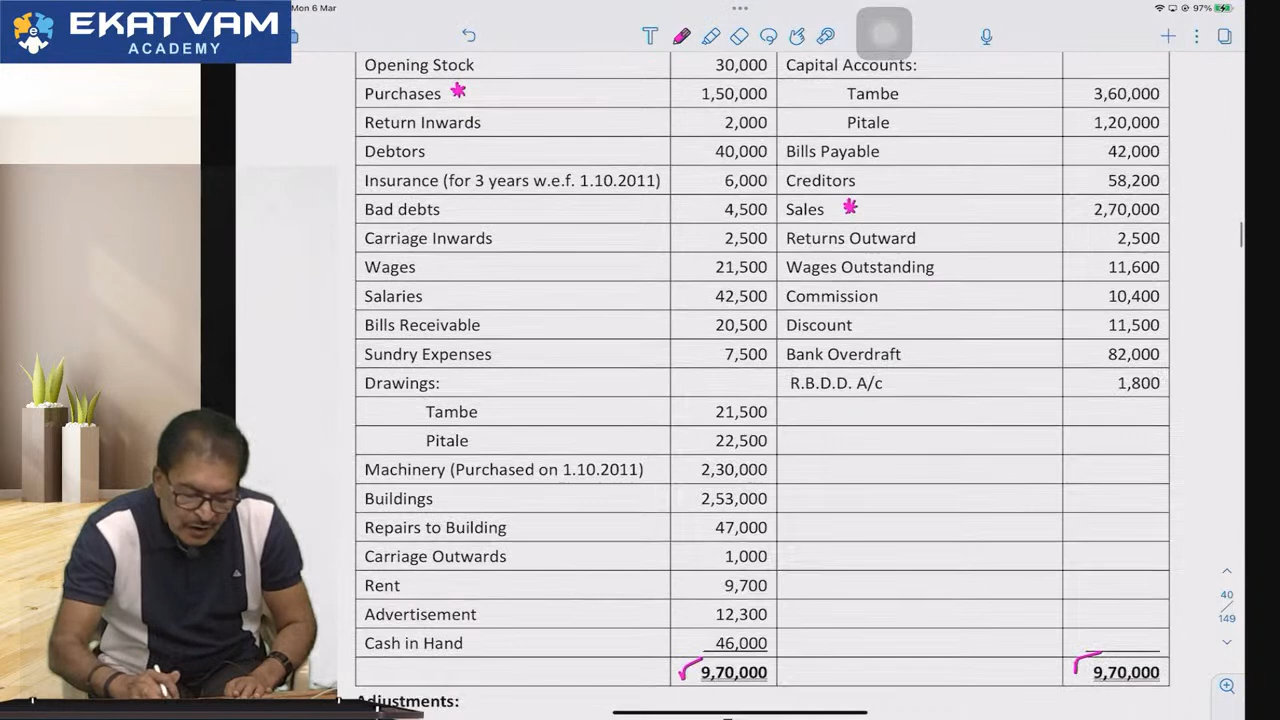 EKATVAM
ACADEMY
Mon 6 Mar
97%
Opening Stock 30,000 Capital Accounts:
Purchases 1,50,000 Tambe 3,60,000
Return Inwards 2,000 Pitale 1,20,000
Debtors 40,000 Bills Payable 42,000
Insurance (for 3 years w.e.f. 1.10.2011) 6,000 Creditors 58,200
Bad debts 4,500 Sales 2,70,000
Carriage Inwards 2,500 Returns Outward 2,500
Wages 21,500 Wages Outstanding 11,600
Salaries 42,500 Commission 10,400
Bills Receivable 20,500 Discount 11,500
Sundry Expenses 7,500 Bank Overdraft 82,000
Drawings: R.B.D.D. A/c 1,800
Tambe 21,500
Pitale 22,500
Machinery (Purchased on 1.10.2011) 2,30,000
Buildings 2,53,000
Repairs to Building 47,000
Carriage Outwards 1,000
Rent 9,700
Advertisement 12,300
Cash in Hand 46,000
9,70,000 9,70,000
Adjustments:
40
149